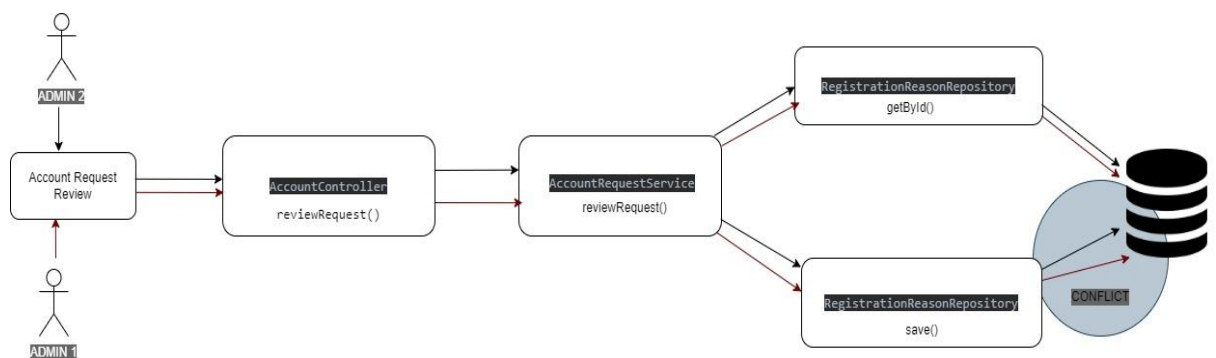 ADMIN 2
Account Request
Review
AccountController
reviewRequest()
AccountRequestService
reviewRequest()
RegistrationReasonRepository
getById()
RegistrationReasonRepository
save()
CONFLICT
ADMIN 1